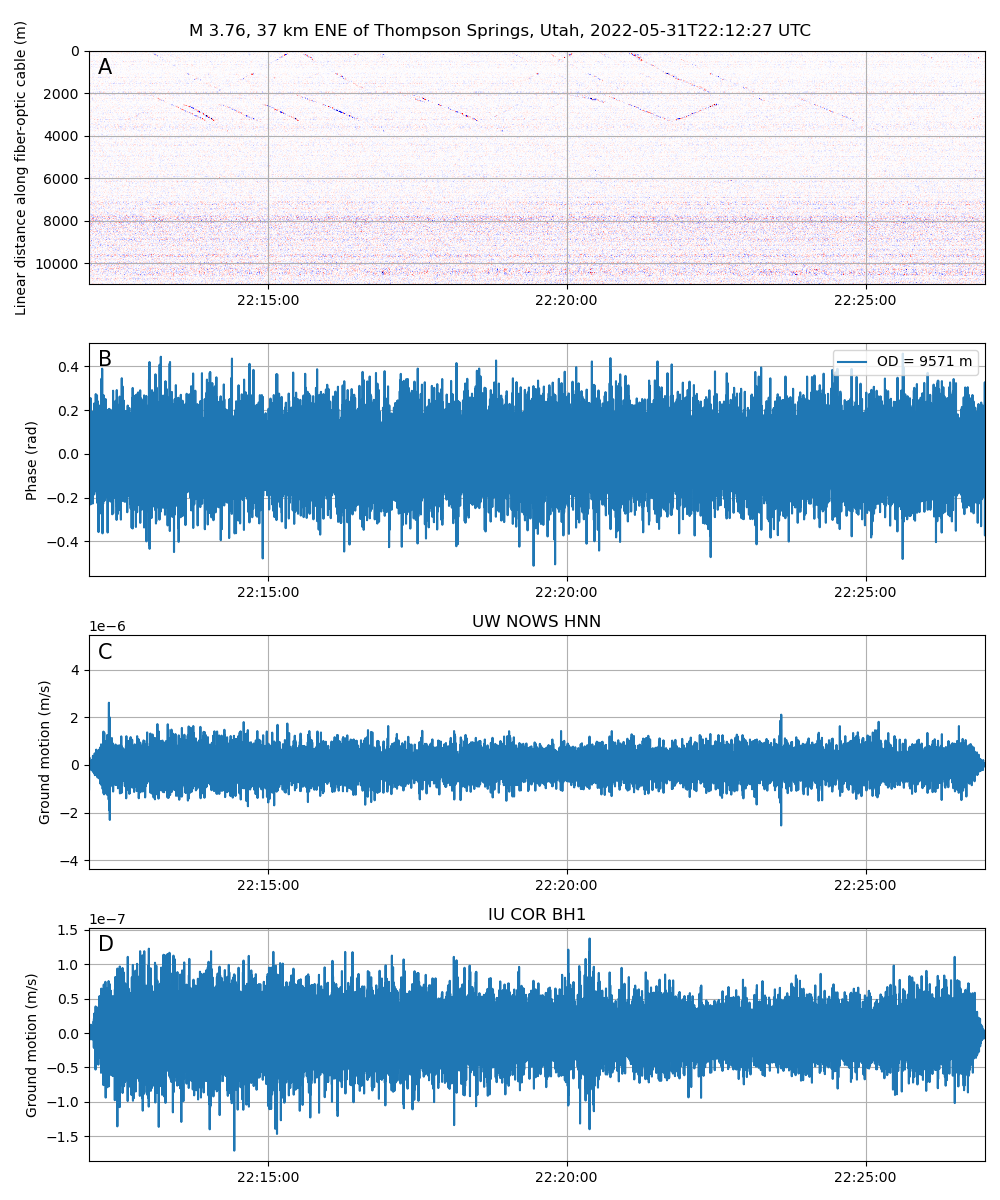 M 3.76, 37 km ENE of Thompson Springs, Utah, 2022-05-31T22:12:27 UTC
Linear distance along fiber-optic cable (m)
A
0
2000
4000
6000
8000
10000
22:15:00 22:20:00 22:25:00
B
OD = 9571 m
Phase (rad)
0.4
0.2
0.0
−0.2
−0.4
22:15:00 22:20:00 22:25:00
UW NOWS HNN
1e−6
C
Ground motion (m/s)
4
2
0
−2
−4
22:15:00 22:20:00 22:25:00
IU COR BH1
1e−7
D
Ground motion (m/s)
1.5
1.0
0.5
0.0
−0.5
−1.0
−1.5
22:15:00 22:20:00 22:25:00